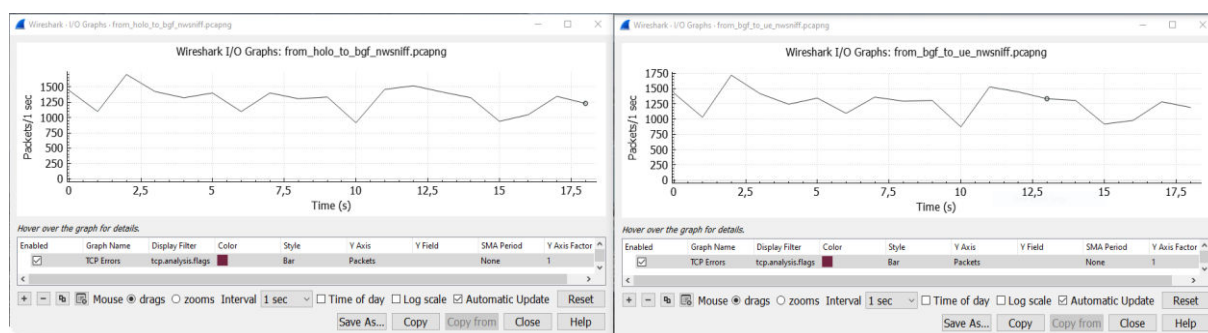 Wireshark · I/O Graphs: from_holo_to_bgf_nwsniff.pcapng
Wireshark I/O Graphs: from_holo_to_bgf_nwsniff.pcapng
Packets/1 sec
1500
1250
1000
750
500
250
0
0 2,5 5 7,5 10 12,5 15 17,5
Time (s)
Hover over the graph for details.
Enabled Graph Name Display Filter Color Style Y Axis Y Field SMA Period Y Axis Factor
TCP Errors tcp.analysis.flags Bar Packets None 1
Mouse drags zooms Interval 1 sec Time of day Log scale Automatic Update Reset
Save As... Copy Copy from Close Help
Wireshark · I/O Graphs: from_bgf_to_ue_nwsniff.pcapng
Wireshark I/O Graphs: from_bgf_to_ue_nwsniff.pcapng
Packets/1 sec
1750
1500
1250
1000
750
500
250
0
0 2,5 5 7,5 10 12,5 15 17,5
Time (s)
Hover over the graph for details.
Enabled Graph Name Display Filter Color Style Y Axis Y Field SMA Period Y Axis Factor
TCP Errors tcp.analysis.flags Bar Packets None 1
Mouse drags zooms Interval 1 sec Time of day Log scale Automatic Update Reset
Save As... Copy Copy from Close Help